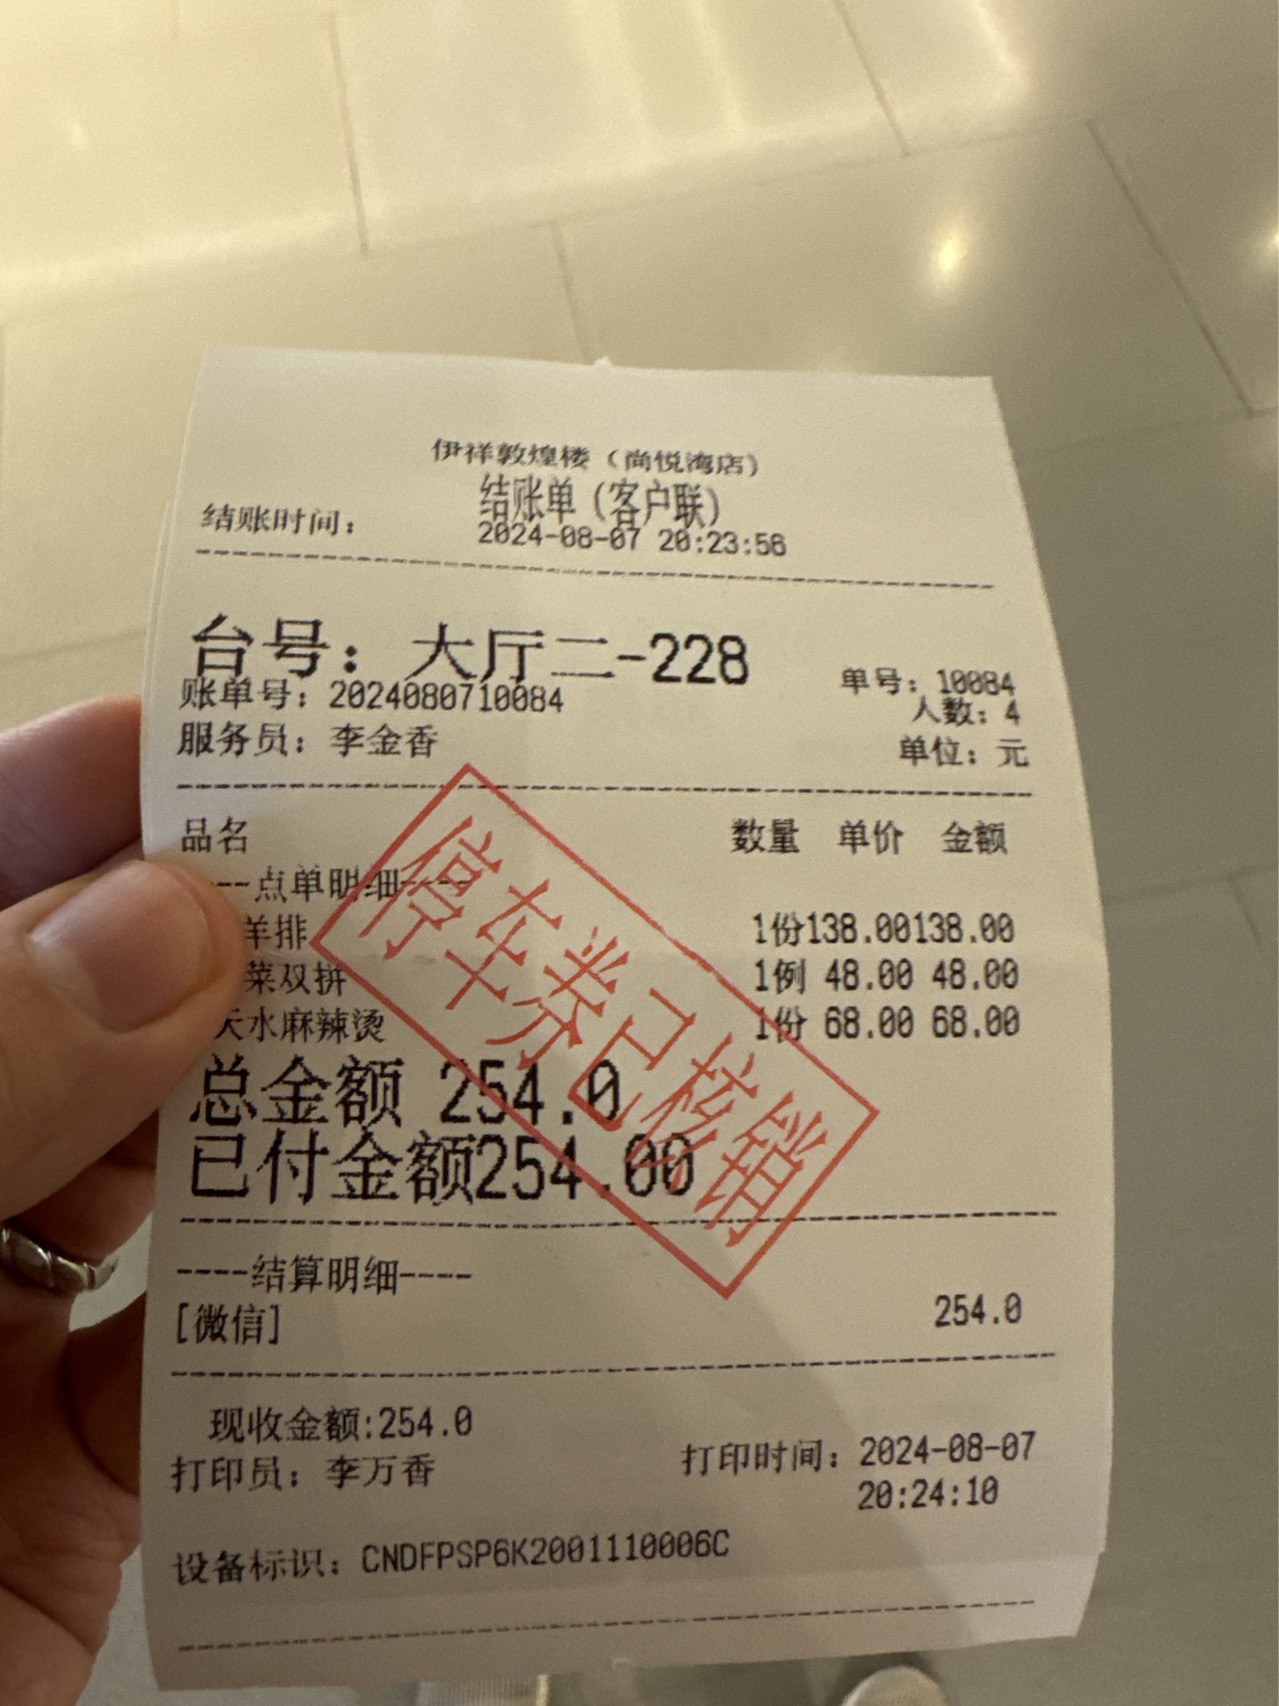 伊祥敦煌楼（尚悦湾店）
结账单（客户联）
结账时间： 2024-08-07 20:23:56
台号：大厅二-228
单号：10084
账单号：2024080710084
人数：4
服务员：李金香
单位：元
品名 数量 单价 金额
----点单明细----
羊排 1份138.00138.00
菜双拼 1例 48.00 48.00
天水麻辣烫 1份 68.00 68.00
总金额 254.0
已付金额254.00
停车券已核销
----结算明细----
[微信] 254.0
现收金额:254.0
打印员：李万香 打印时间：2024-08-07
20:24:10
设备标识：CNDFPSP6K2001110006C